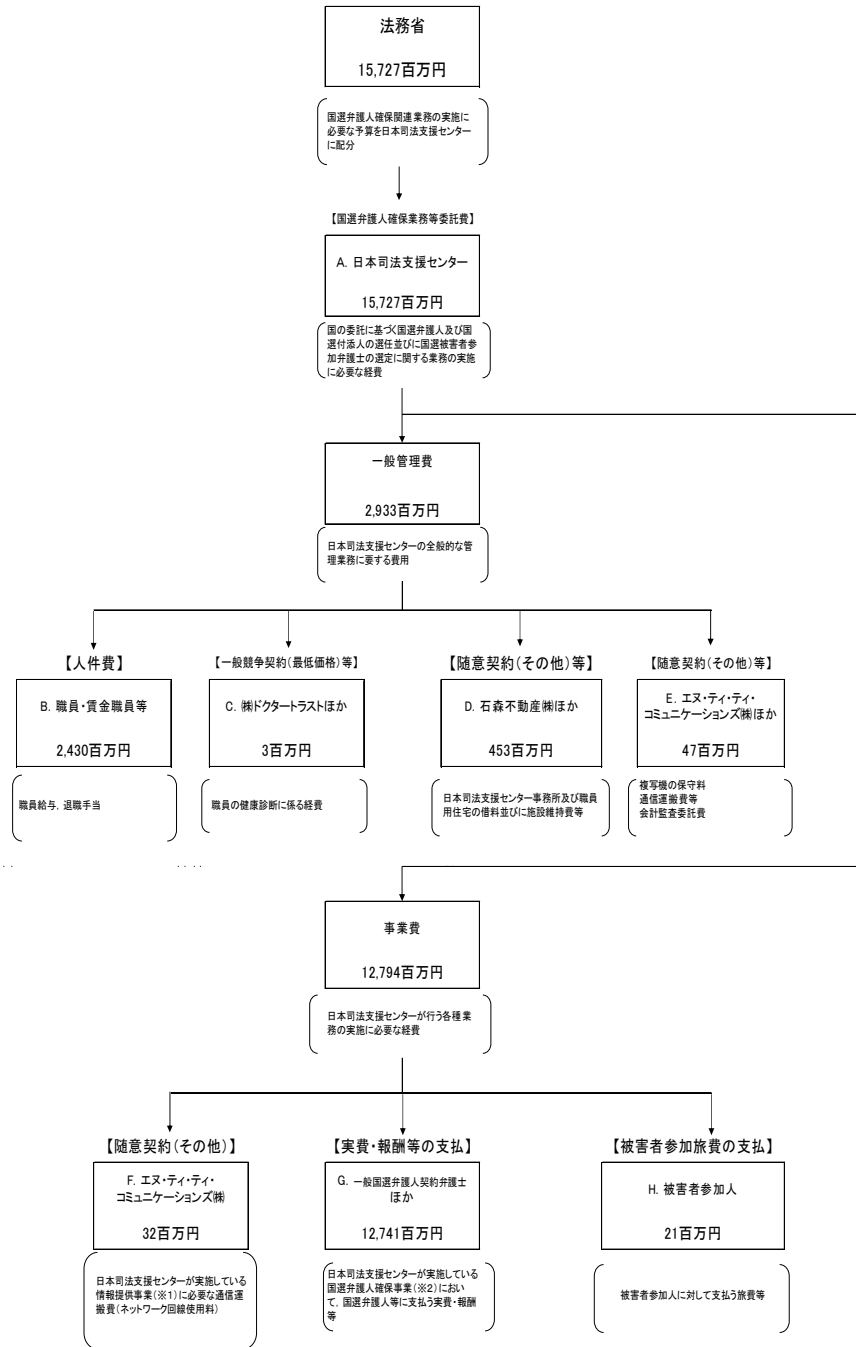 法務省
15,727百万円
国選弁護人確保関連業務の実施に
必要な予算を日本司法支援センター
に配分
【国選弁護人確保業務等委託費】
A. 日本司法支援センター
15,727百万円
国の委託に基づく国選弁護人及び国
選付添人の選任並びに国選被害者参
加弁護士の選定に関する業務の実施
に必要な経費
一般管理費
2,933百万円
日本司法支援センターの全般的な管
理業務に要する費用
【人件費】
B. 職員・賃金職員等
2,430百万円
職員給与,退職手当
【一般競争契約(最低価格)等】
C. ㈱ドクタートラストほか
3百万円
職員の健康診断に係る経費
【随意契約(その他)等】
D. 石森不動産㈱ほか
453百万円
日本司法支援センター事務所及び職員
用住宅の借料並びに施設維持費等
【随意契約(その他)等】
E. エヌ・ティ・ティ・
コミュニケーションズ㈱ほか
47百万円
複写機の保守料
通信運搬費等
会計監査委託費
事業費
12,794百万円
日本司法支援センターが行う各種業
務の実施に必要な経費
【随意契約(その他)】
F. エヌ・ティ・ティ・
コミュニケーションズ㈱
32百万円
日本司法支援センターが実施している
情報提供事業(※1)に必要な通信運
搬費(ネットワーク回線使用料)
【実費・報酬等の支払】
G. 一般国選弁護人契約弁護士
ほか
12,741百万円
日本司法支援センターが実施している
国選弁護人確保事業(※2)におい
て,国選弁護人等に支払う実費・報酬
等
【被害者参加旅費の支払】
H. 被害者参加人
21百万円
被害者参加人に対して支払う旅費等